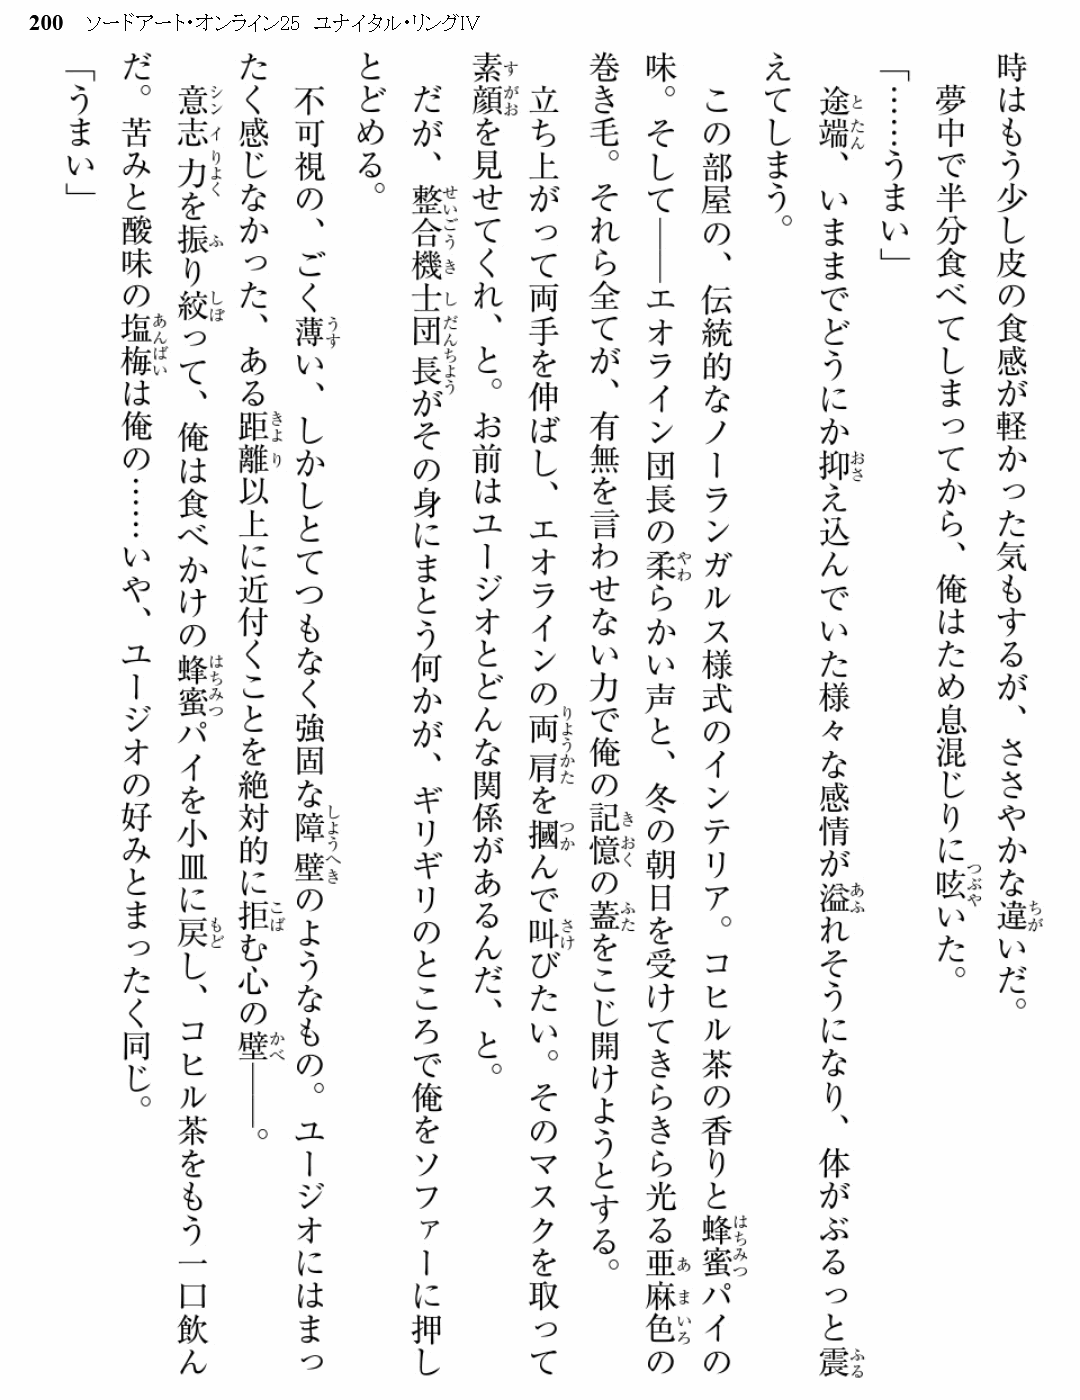 200 ソードアート・オンライン25 ユナイタル・リングIV
時はもう少し皮の食感が軽かった気もするが、ささやかな違いだ。
夢中で半分食べてしまってから、俺はため息混じりに呟いた。
「……うまい」
途端、いままでどうにか抑え込んでいた様々な感情が溢れそうになり、体がぶるっと震
えてしまう。
この部屋の、伝統的なノーランガルス様式のインテリア。コヒル茶の香りと蜂蜜パイの
味。そして――エオライン団長の柔らかい声と、冬の朝日を受けてきらきら光る亜麻色の
巻き毛。それら全てが、有無を言わせない力で俺の記憶の蓋をこじ開けようとする。
立ち上がって両手を伸ばし、エオラインの両肩を摑んで叫びたい。そのマスクを取って
素顔を見せてくれ、と。お前はユージオとどんな関係があるんだ、と。
だが、整合機士団長がその身にまとう何かが、ギリギリのところで俺をソファーに押し
とどめる。
不可視の、ごく薄い、しかしとてつもなく強固な障壁のようなもの。ユージオにはまっ
たく感じなかった、ある距離以上に近付くことを絶対的に拒む心の壁――。
意志力を振り絞って、俺は食べかけの蜂蜜パイを小皿に戻し、コヒル茶をもう一口飲ん
だ。苦みと酸味の塩梅は俺の……いや、ユージオの好みとまったく同じ。
「うまい」